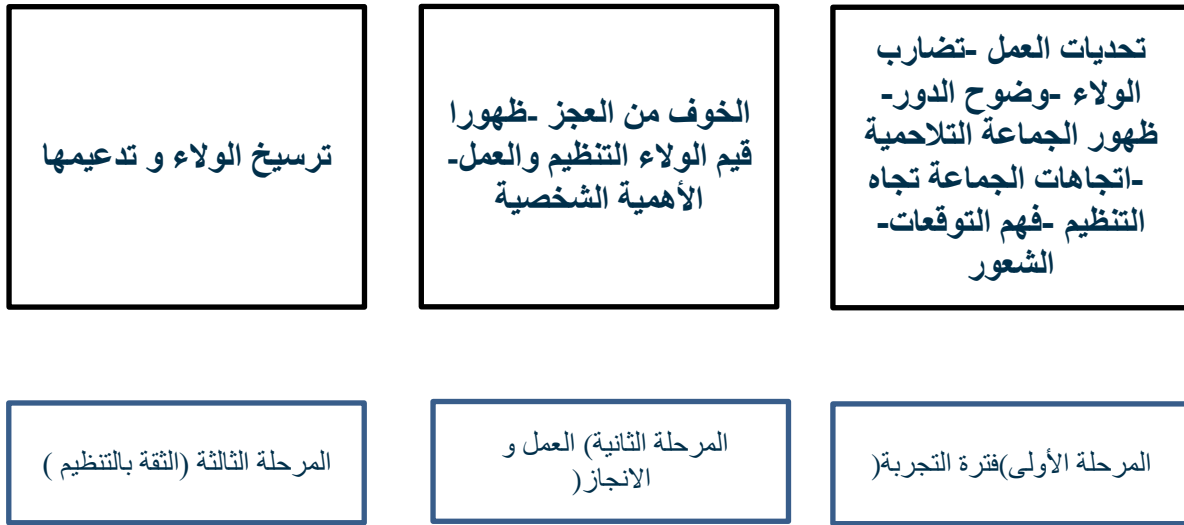 تحديات العمل -تضارب
الولاء -وضوح الدور-
ظهور الجماعة التلاحمية
-اتجاهات الجماعة تجاه
التنظيم -فهم التوقعات-
الشعور
الخوف من العجز -ظهورا
قيم الولاء التنظيم والعمل-
الأهمية الشخصية
ترسيخ الولاء و تدعيمها
المرحلة الأولى)فترة التجربة(
المرحلة الثانية) العمل و
الانجاز(
المرحلة الثالثة (الثقة بالتنظيم )